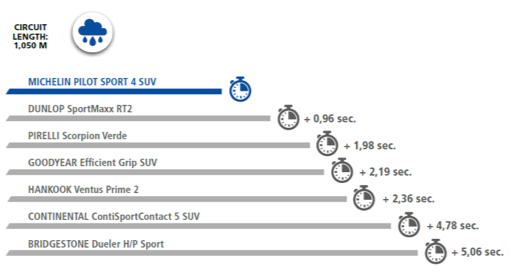 CIRCUIT
LENGTH:
1,050 M
MICHELIN PILOT SPORT 4 SUV
DUNLOP SportMaxx RT2
+ 0,96 sec.
PIRELLI Scorpion Verde
+ 1,98 sec.
GOODYEAR Efficient Grip SUV
+ 2,19 sec.
HANKOOK Ventus Prime 2
+ 2,36 sec.
CONTINENTAL ContiSportContact 5 SUV
+ 4,78 sec.
BRIDGESTONE Dueler H/P Sport
+ 5,06 sec.